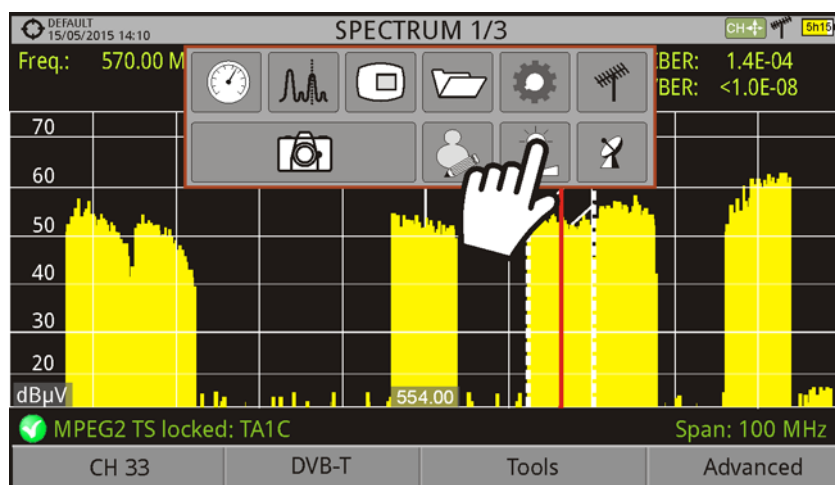 DEFAULT
15/05/2015 14:10
SPECTRUM 1/3
CH
5h15
Freq.: 570.00 M
BER: 1.4E-04
BER: <1.0E-08
70
60
50
40
30
20
dBµV
554.00
MPEG2 TS locked: TA1C
Span: 100 MHz
CH 33
DVB-T
Tools
Advanced